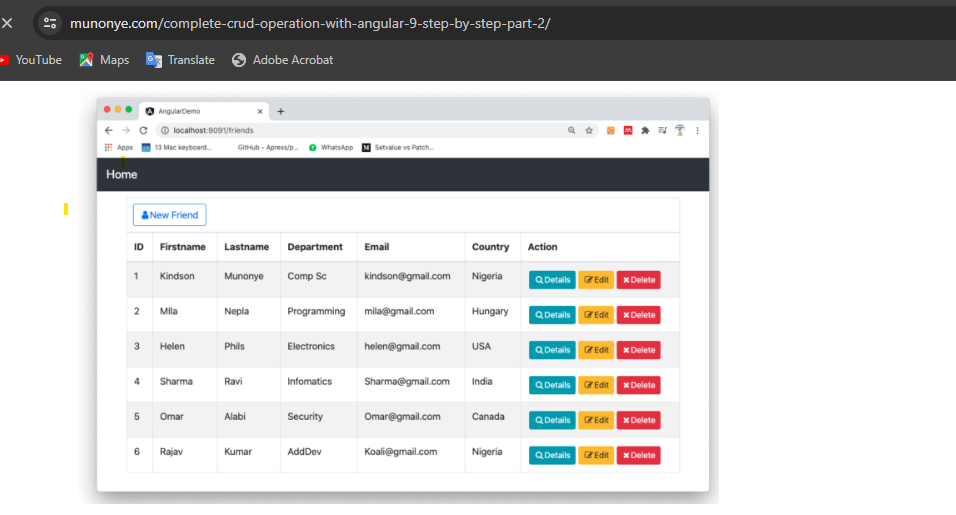 munonye.com/complete-crud-operation-with-angular-9-step-by-step-part-2/
YouTube Maps Translate Adobe Acrobat
AngularDemo
localhost:9091/friends
Apps 13 Mac keyboard... GitHub - Apress/p... WhatsApp Setvalue vs Patch...
Home
New Friend
ID Firstname Lastname Department Email Country Action
1 Kindson Munonye Comp Sc kindson@gmail.com Nigeria Details Edit Delete
2 MIla Nepla Programming mila@gmail.com Hungary Details Edit Delete
3 Helen Phils Electronics helen@gmail.com USA Details Edit Delete
4 Sharma Ravi Infomatics Sharma@gmail.com India Details Edit Delete
5 Omar Alabi Security Omar@gmail.com Canada Details Edit Delete
6 Rajav Kumar AddDev Koali@gmail.com Nigeria Details Edit Delete